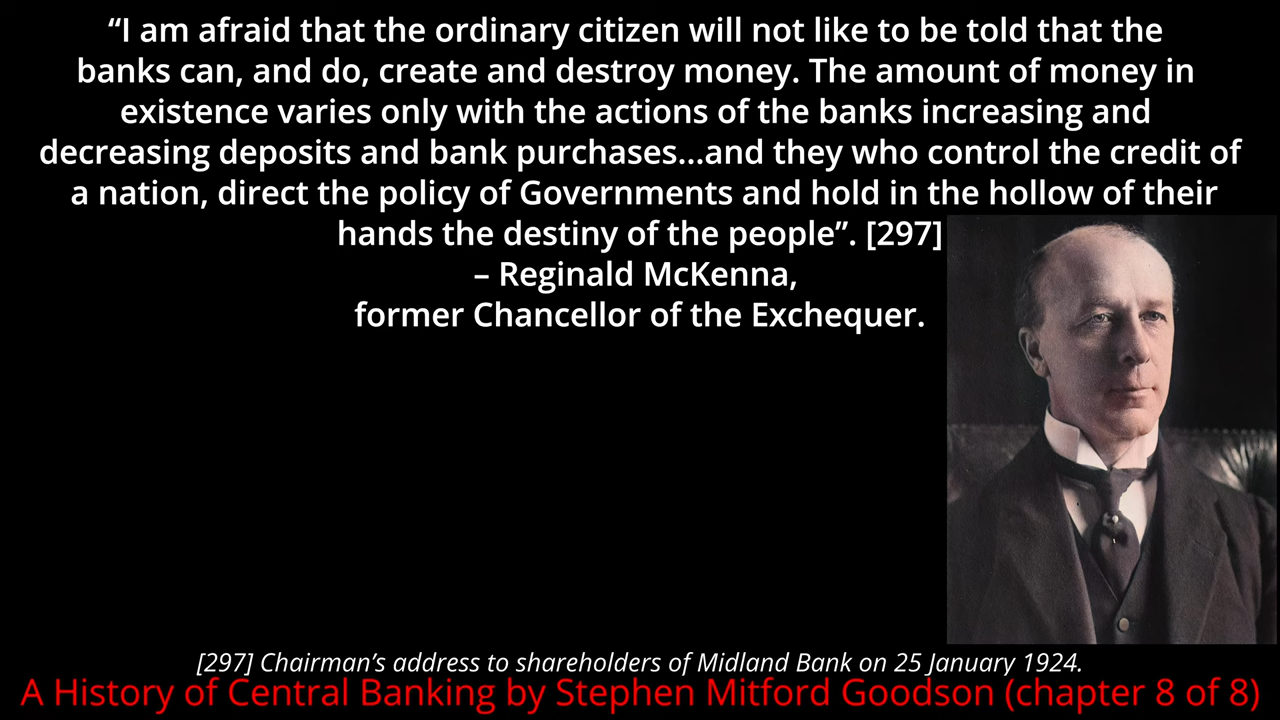 “I am afraid that the ordinary citizen will not like to be told that the
banks can, and do, create and destroy money. The amount of money in
existence varies only with the actions of the banks increasing and
decreasing deposits and bank purchases...and they who control the credit of
a nation, direct the policy of Governments and hold in the hollow of their
hands the destiny of the people”. [297]
– Reginald McKenna,
former Chancellor of the Exchequer.
[297] Chairman’s address to shareholders of Midland Bank on 25 January 1924.
A History of Central Banking by Stephen Mitford Goodson (chapter 8 of 8)